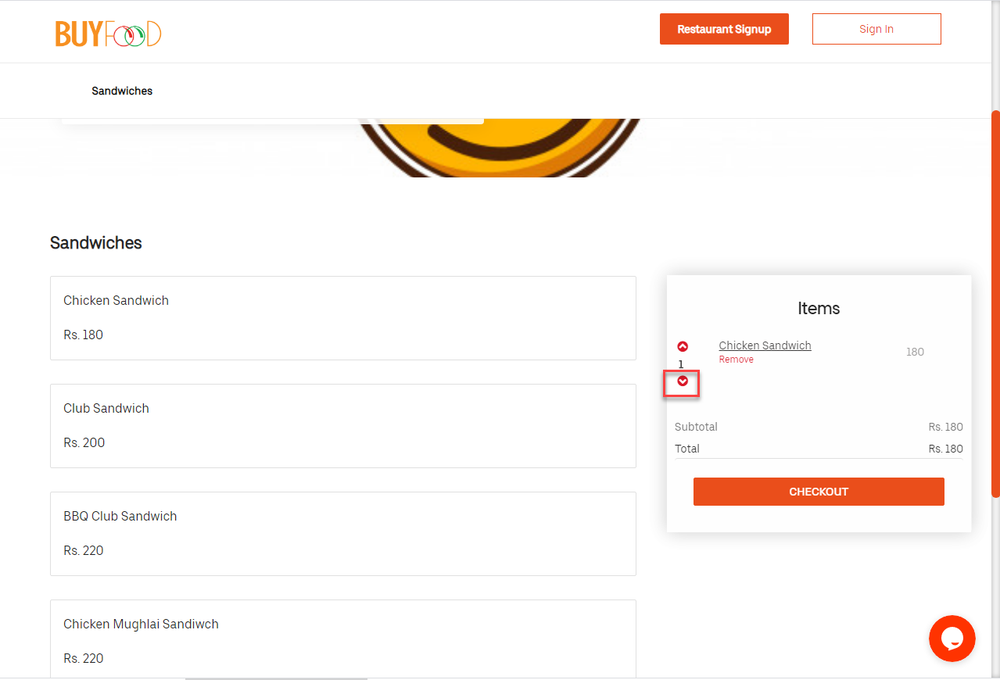 BUYFOOD
Restaurant Signup
Sign In
Sandwiches
Sandwiches
Chicken Sandwich
Rs. 180
Club Sandwich
Rs. 200
BBQ Club Sandwich
Rs. 220
Chicken Mughlai Sandiwch
Rs. 220
Items
1
Chicken Sandwich
180
Remove
Subtotal
Rs. 180
Total
Rs. 180
CHECKOUT